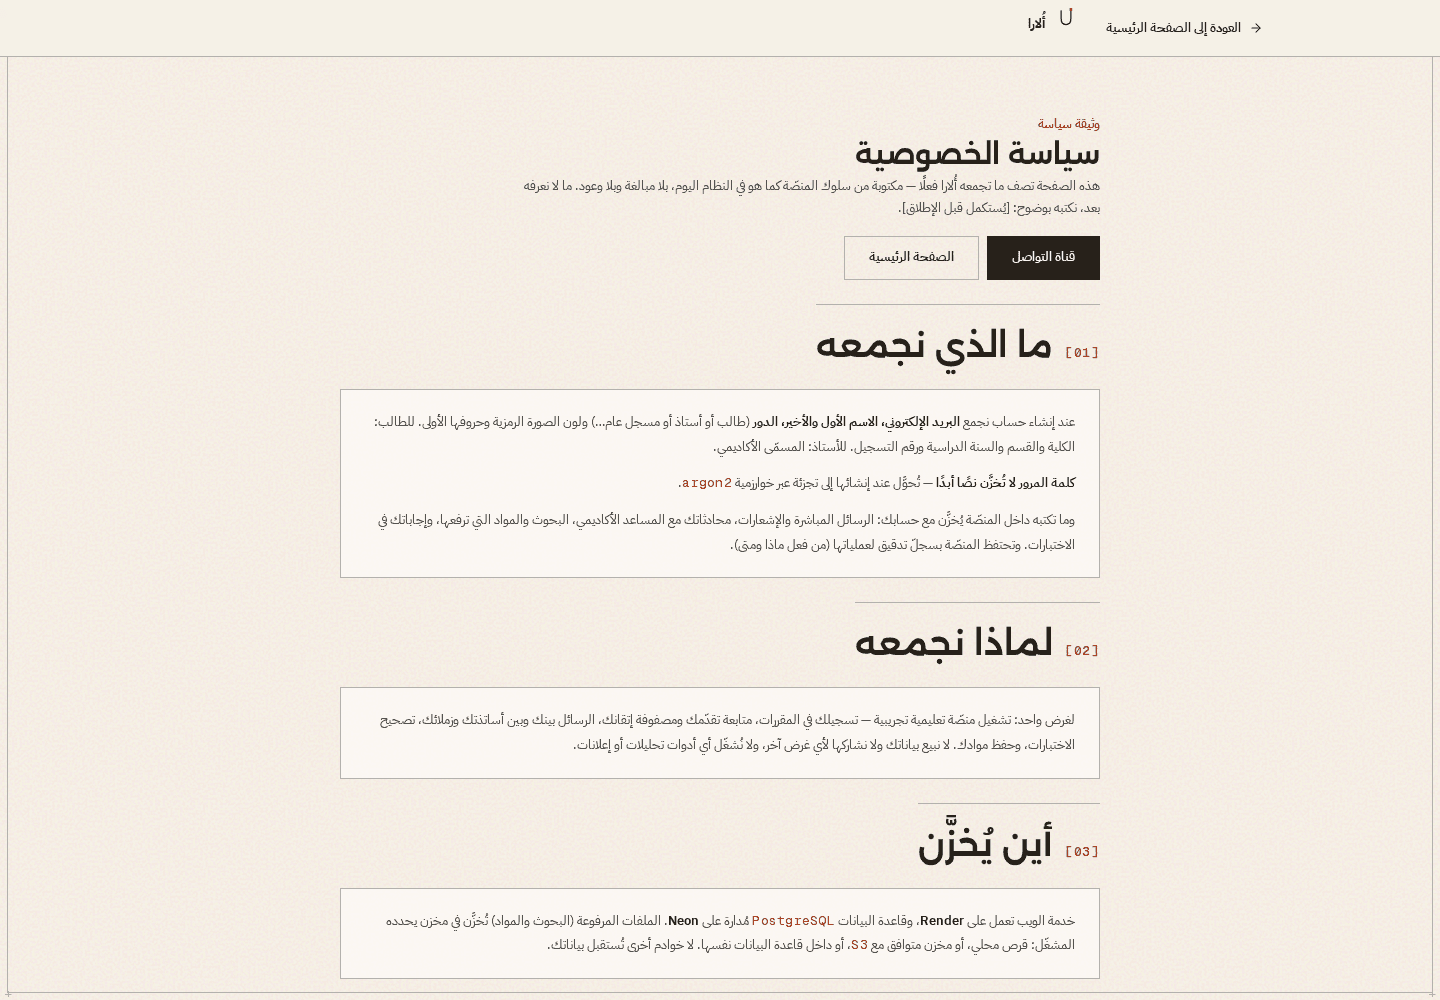 العودة إلى الصفحة الرئيسية
ألارا
وثيقة سياسة
سياسة الخصوصية
هذه الصفحة تصف ما تجمعه ألارا فعلًا — مكتوبة من سلوك المنصّة كما هو في النظام اليوم، بلا مبالغة وبلا وعود. ما لا نعرفه
بعد، نكتبه بوضوح: [يُستكمل قبل الإطلاق].
قناة التواصل
الصفحة الرئيسية
[01] ما الذي نجمعه
عند إنشاء حساب نجمع البريد الإلكتروني، الاسم الأول والأخير، الدور (طالب أو أستاذ أو مسجل عام…) ولون الصورة الرمزية وحروفها الأولى. للطالب:
الكلية والقسم والسنة الدراسية ورقم التسجيل. للأستاذ: المسمّى الأكاديمي.
كلمة المرور لا تُخزَّن نصًا أبدًا — تُحوَّل عند إنشائها إلى تجزئة عبر خوارزمية argon2.
وما تكتبه داخل المنصّة يُخزَّن مع حسابك: الرسائل المباشرة والإشعارات، محادثاتك مع المساعد الأكاديمي، البحوث والمواد التي ترفعها، وإجاباتك في
الاختبارات. وتحتفظ المنصّة بسجلّ تدقيق لعملياتها (من فعل ماذا ومتى).
[02] لماذا نجمعه
لغرض واحد: تشغيل منصّة تعليمية تجريبية — تسجيلك في المقررات، متابعة تقدّمك ومصفوفة إتقانك، الرسائل بينك وبين أساتذتك وزملائك، تصحيح
الاختبارات، وحفظ موادك. لا نبيع بياناتك ولا نشاركها لأي غرض آخر، ولا نُشغّل أي أدوات تحليلات أو إعلانات.
[03] أين يُخزَّن
خدمة الويب تعمل على Render، وقاعدة البيانات PostgreSQL مُدارة على Neon. الملفات المرفوعة (البحوث والمواد) تُخزَّن في مخزن يحدده
المشغّل: قرص محلي، أو مخزن متوافق مع S3، أو داخل قاعدة البيانات نفسها. لا خوادم أخرى تُستقبل بياناتك.